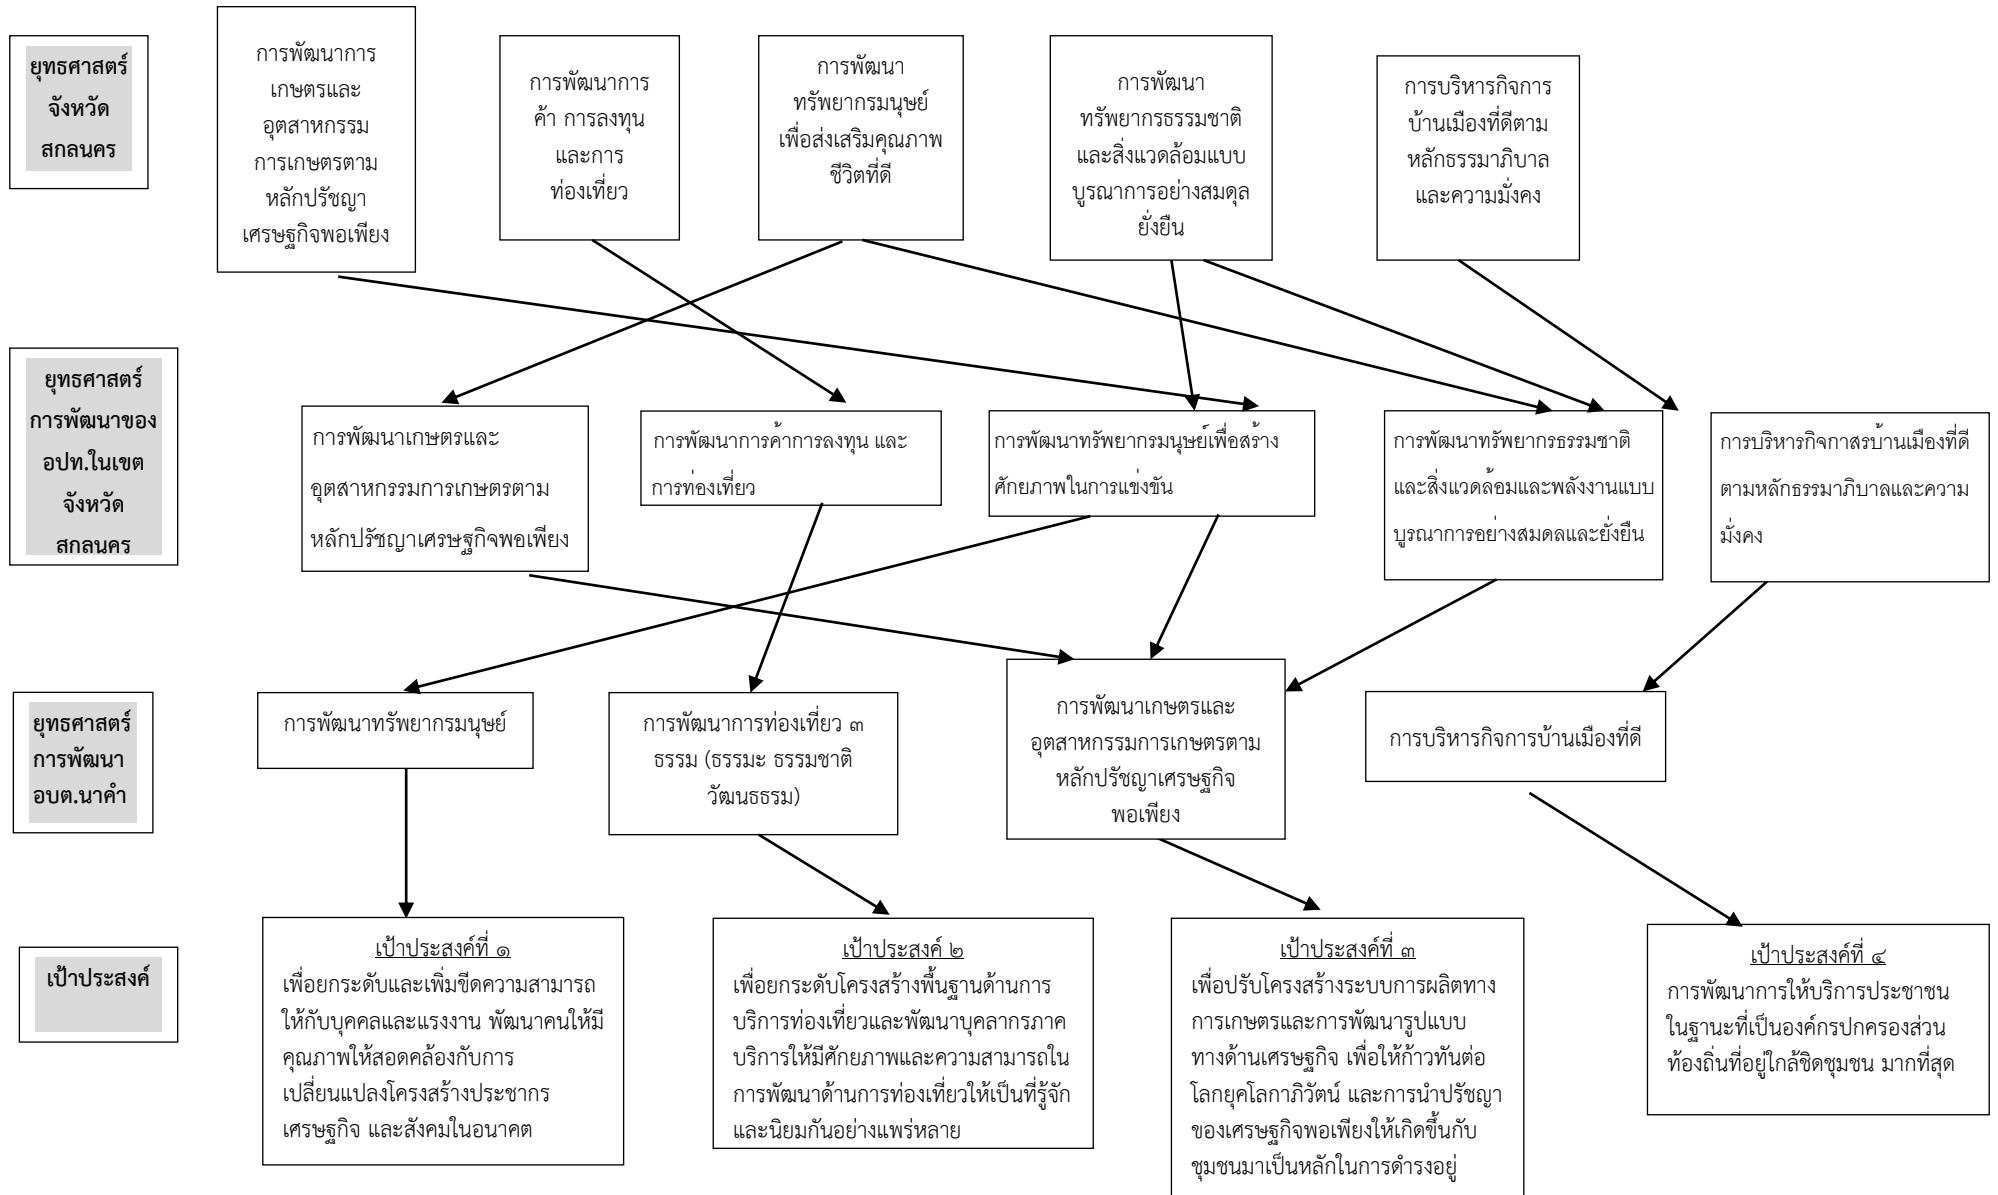 ยุทธศาสตร์
จังหวัด
สกลนคร
การพัฒนาการ
เกษตรและ
อุตสาหกรรม
การเกษตรตาม
หลักปรัชญา
เศรษฐกิจพอเพียง
การพัฒนาการ
ค้า การลงทุน
และการ
ท่องเที่ยว
การพัฒนา
ทรัพยากรมนุษย์
เพื่อส่งเสริมคุณภาพ
ชีวิตที่ดี
การพัฒนา
ทรัพยากรธรรมชาติ
และสิ่งแวดล้อมแบบ
บูรณาการอย่างสมดุล
ยั่งยืน
การบริหารกิจการ
บ้านเมืองที่ดีตาม
หลักธรรมาภิบาล
และความมั่งคง
ยุทธศาสตร์
การพัฒนาของ
อปท.ในเขต
จังหวัด
สกลนคร
การพัฒนาเกษตรและ
อุตสาหกรรมการเกษตรตาม
หลักปรัชญาเศรษฐกิจพอเพียง
การพัฒนาการค้าการลงทุน และ
การท่องเที่ยว
การพัฒนาทรัพยากรมนุษย์เพื่อสร้าง
ศักยภาพในการแข่งขัน
การพัฒนาทรัพยากรธรรมชาติ
และสิ่งแวดล้อมและพลังงานแบบ
บูรณาการอย่างสมดลและยั่งยืน
การบริหารกิจกาสรบ้านเมืองที่ดี
ตามหลักธรรมาภิบาลและความ
มั่งคง
ยุทธศาสตร์
การพัฒนา
อบต.นาคำ
การพัฒนาทรัพยากรมนุษย์
การพัฒนาการท่องเที่ยว ๓
ธรรม (ธรรมะ ธรรมชาติ
วัฒนธธรม)
การพัฒนาเกษตรและ
อุตสาหกรรมการเกษตรตาม
หลักปรัชญาเศรษฐกิจ
พอเพียง
การบริหารกิจการบ้านเมืองที่ดี
เป้าประสงค์
เป้าประสงค์ที่ ๑
เพื่อยกระดับและเพิ่มขีดความสามารถ
ให้กับบุคคลและแรงงาน พัฒนาคนให้มี
คุณภาพให้สอดคล้องกับการ
เปลี่ยนแปลงโครงสร้างประชากร
เศรษฐกิจ และสังคมในอนาคต
เป้าประสงค์ ๒
เพื่อยกระดับโครงสร้างพื้นฐานด้านการ
บริการท่องเที่ยวและพัฒนาบุคลากรภาค
บริการให้มีศักยภาพและความสามารถใน
การพัฒนาด้านการท่องเที่ยวให้เป็นที่รู้จัก
และนิยมกันอย่างแพร่หลาย
เป้าประสงค์ที่ ๓
เพื่อปรับโครงสร้างระบบการผลิตทาง
การเกษตรและการพัฒนารูปแบบ
ทางด้านเศรษฐกิจ เพื่อให้ก้าวทันต่อ
โลกยุคโลกาภิวัตน์ และการนำปรัชญา
ของเศรษฐกิจพอเพียงให้เกิดขึ้นกับ
ชุมชนมาเป็นหลักในการดำรงอยู่
เป้าประสงค์ที่ ๔
การพัฒนาการให้บริการประชาชน
ในฐานะที่เป็นองค์กรปกครองส่วน
ท้องถิ่นที่อยู่ใกล้ชิดชุมชน มากที่สุด